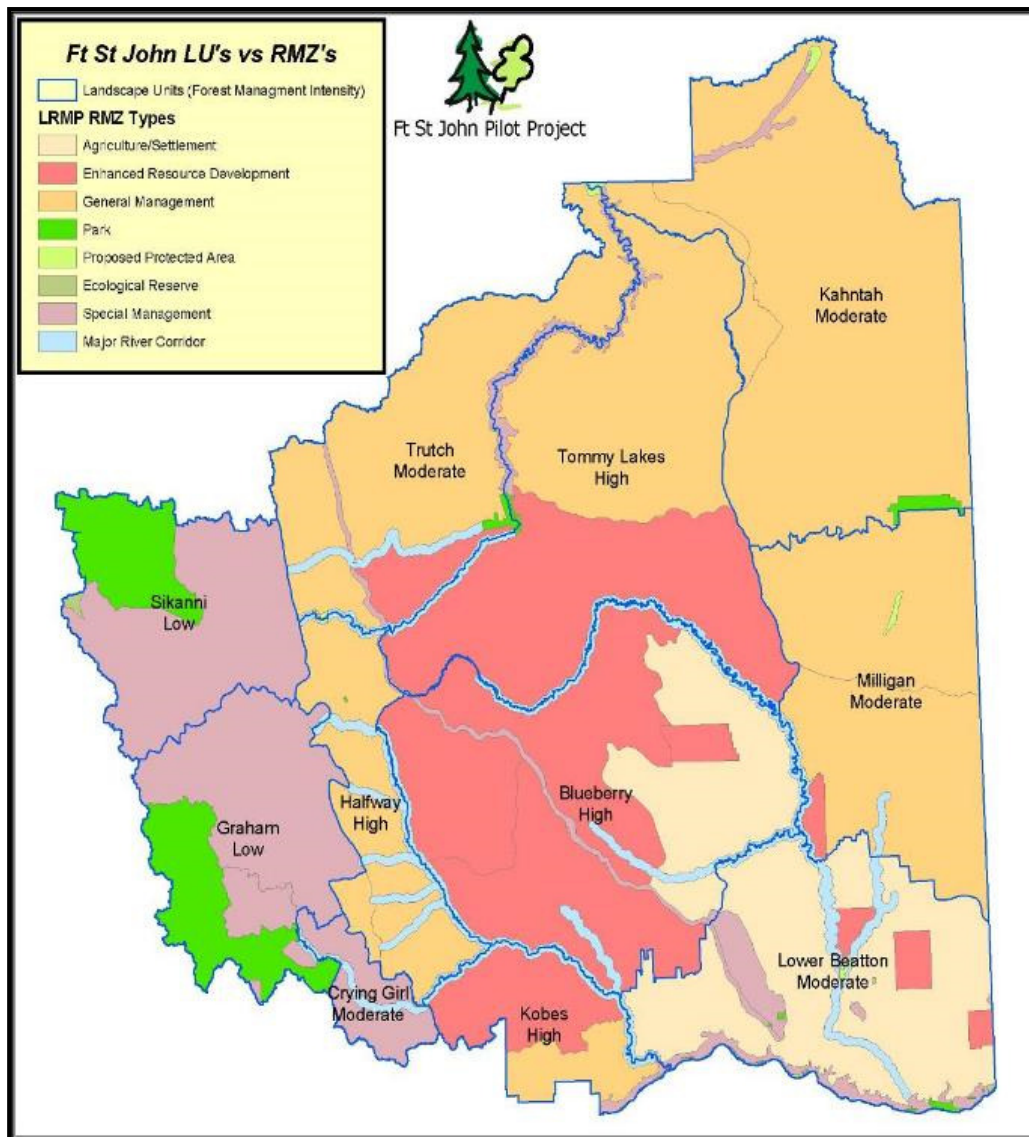 Ft St John LU's vs RMZ's
Landscape Units (Forest Managment Intensity)
LRMP RMZ Types
Agriculture/Settlement
Enhanced Resource Development
General Management
Park
Proposed Protected Area
Ecological Reserve
Special Management
Major River Corridor
Ft St John Pilot Project
Kahntah
Moderate
Trutch
Moderate
Tommy Lakes
High
Sikanni
Low
Milligan
Moderate
Blueberry
High
Halfway
High
Graham
Low
Lower Beatton
Moderate
Crying Girl
Moderate
Kobes
High